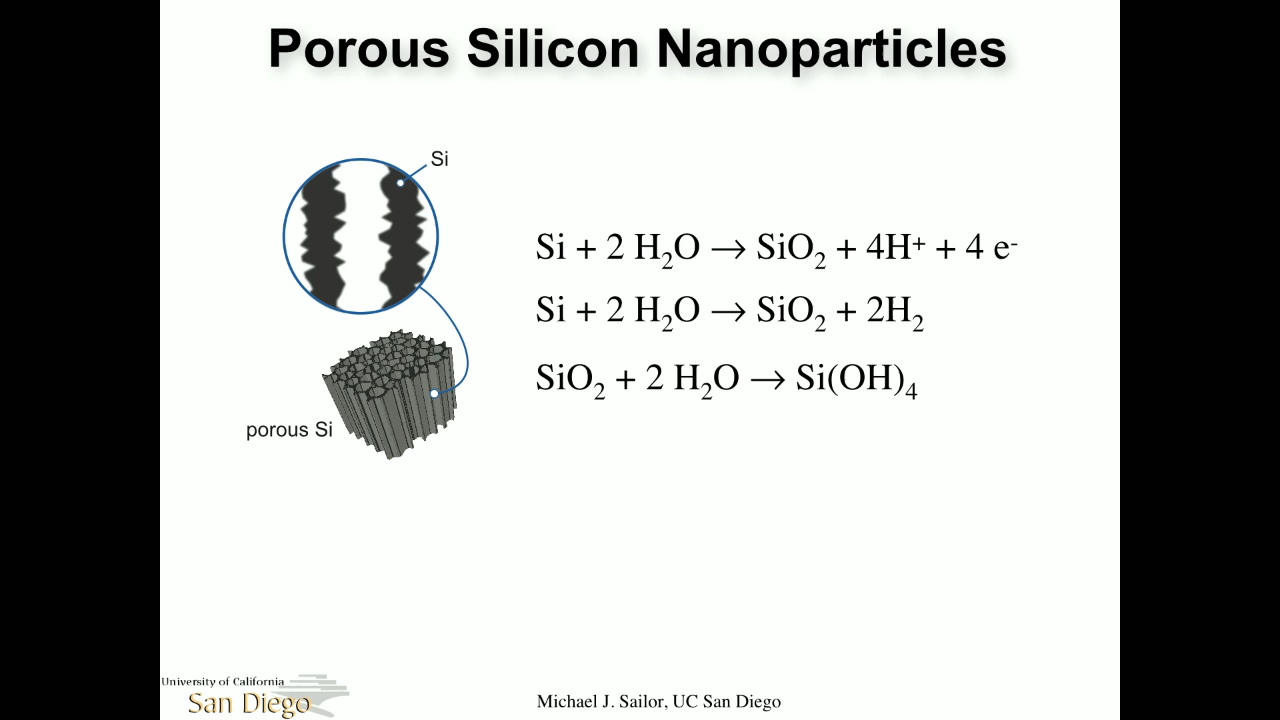 Porous Silicon Nanoparticles
Si
Si + 2 H₂O → SiO₂ + 4H⁺ + 4 e⁻
Si + 2 H₂O → SiO₂ + 2H₂
SiO₂ + 2 H₂O → Si(OH)₄
porous Si
University of California
San Diego
Michael J. Sailor, UC San Diego